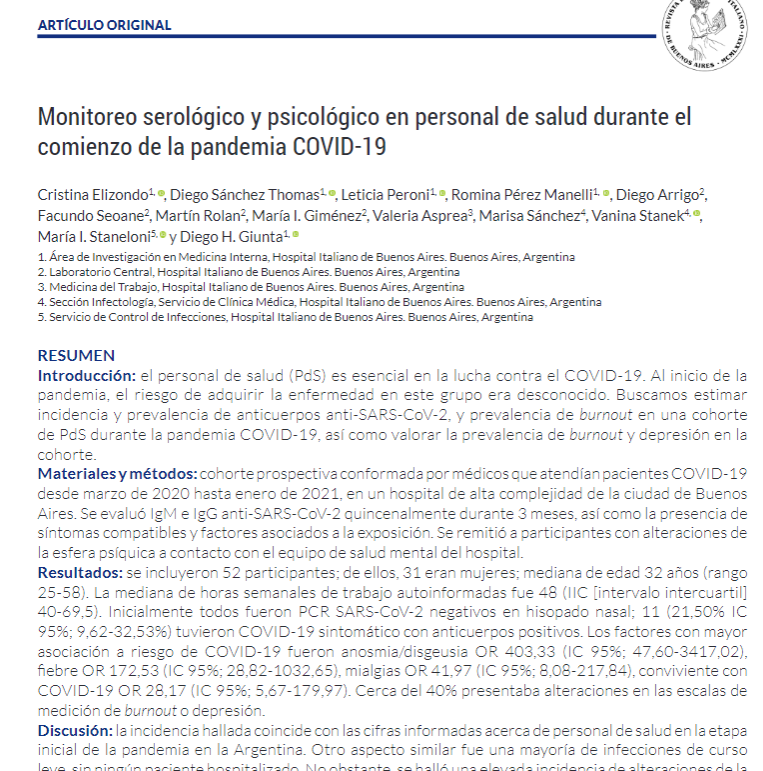 ARTÍCULO ORIGINAL
Monitoreo serológico y psicológico en personal de salud durante el
comienzo de la pandemia COVID-19
Cristina Elizondo1, Diego Sánchez Thomas1, Leticia Peroni1, Romina Pérez Manelli1, Diego Arrigo2,
Facundo Seoane2, Martín Rolan2, María I. Giménez2, Valeria Asprea3, Marisa Sánchez4, Vanina Stanek4,
María I. Staneloni5 y Diego H. Giunta1
1. Área de Investigación en Medicina Interna, Hospital Italiano de Buenos Aires. Buenos Aires, Argentina
2. Laboratorio Central, Hospital Italiano de Buenos Aires. Buenos Aires, Argentina
3. Medicina del Trabajo, Hospital Italiano de Buenos Aires. Buenos Aires, Argentina
4. Sección Infectología, Servicio de Clínica Médica, Hospital Italiano de Buenos Aires. Buenos Aires, Argentina
5. Servicio de Control de Infecciones, Hospital Italiano de Buenos Aires. Buenos Aires, Argentina
RESUMEN
Introducción: el personal de salud (PdS) es esencial en la lucha contra el COVID-19. Al inicio de la
pandemia, el riesgo de adquirir la enfermedad en este grupo era desconocido. Buscamos estimar
incidencia y prevalencia de anticuerpos anti-SARS-CoV-2, y prevalencia de burnout en una cohorte
de PdS durante la pandemia COVID-19, así como valorar la prevalencia de burnout y depresión en la
cohorte.
Materiales y métodos: cohorte prospectiva conformada por médicos que atendían pacientes COVID-19
desde marzo de 2020 hasta enero de 2021, en un hospital de alta complejidad de la ciudad de Buenos
Aires. Se evaluó IgM e IgG anti-SARS-CoV-2 quincenalmente durante 3 meses, así como la presencia de
síntomas compatibles y factores asociados a la exposición. Se remitió a participantes con alteraciones de
la esfera psíquica a contacto con el equipo de salud mental del hospital.
Resultados: se incluyeron 52 participantes; de ellos, 31 eran mujeres; mediana de edad 32 años (rango
25-58). La mediana de horas semanales de trabajo autoinformadas fue 48 (IIC [intervalo intercuartil]
40-69,5). Inicialmente todos fueron PCR SARS-CoV-2 negativos en hisopado nasal; 11 (21,50% IC
95%; 9,62-32,53%) tuvieron COVID-19 sintomático con anticuerpos positivos. Los factores con mayor
asociación a riesgo de COVID-19 fueron anosmia/disgeusia OR 403,33 (IC 95%; 47,60-3417,02),
fiebre OR 172,53 (IC 95%; 28,82-1032,65), mialgias OR 41,97 (IC 95%; 8,08-217,84), conviviente con
COVID-19 OR 28,17 (IC 95%; 5,67-179,97). Cerca del 40% presentaba alteraciones en las escalas de
medición de burnout o depresión.
Discusión: la incidencia hallada coincide con las cifras informadas acerca de personal de salud en la etapa
inicial de la pandemia en la Argentina. Otro aspecto similar fue una mayoría de infecciones de curso
leve, sin ningún paciente hospitalizado. No obstante, se halló una elevada incidencia de alteraciones de la